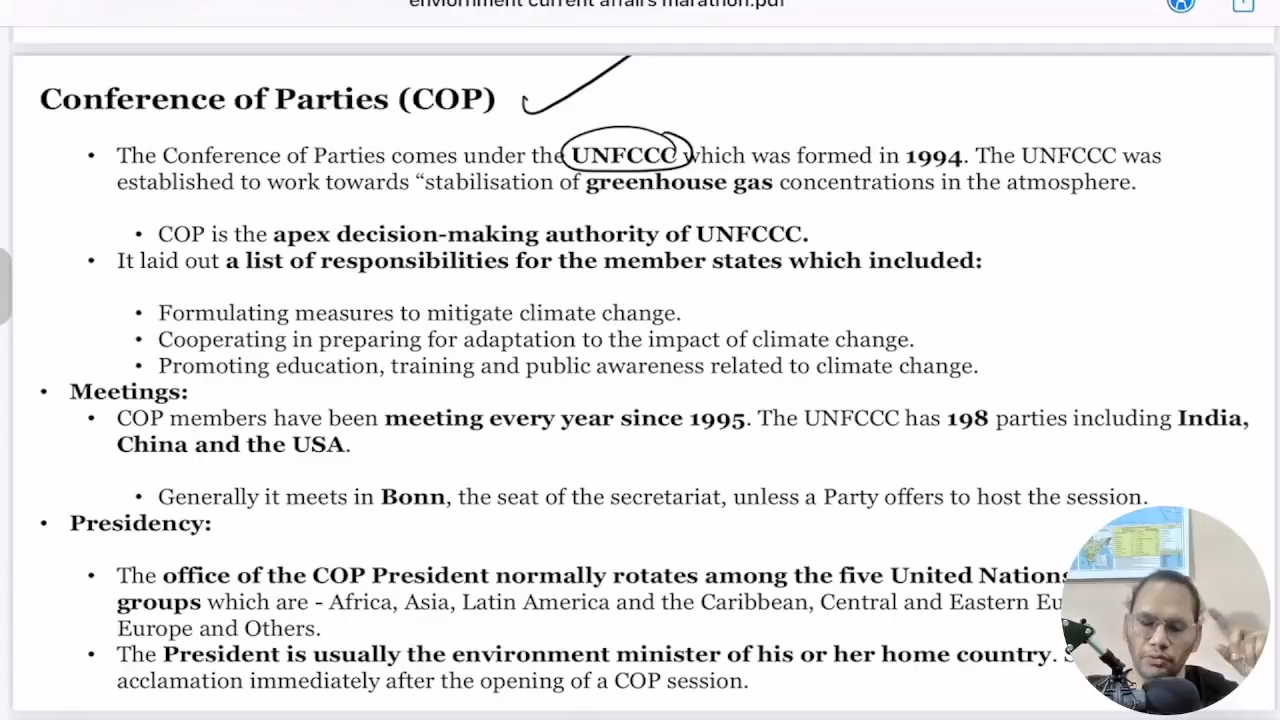 enviornment current affairs marathon.pdf
Conference of Parties (COP)
• The Conference of Parties comes under the UNFCCC which was formed in 1994. The UNFCCC was
established to work towards “stabilisation of greenhouse gas concentrations in the atmosphere.
• COP is the apex decision-making authority of UNFCCC.
• It laid out a list of responsibilities for the member states which included:
• Formulating measures to mitigate climate change.
• Cooperating in preparing for adaptation to the impact of climate change.
• Promoting education, training and public awareness related to climate change.
• Meetings:
• COP members have been meeting every year since 1995. The UNFCCC has 198 parties including India,
China and the USA.
• Generally it meets in Bonn, the seat of the secretariat, unless a Party offers to host the session.
• Presidency:
• The office of the COP President normally rotates among the five United Nations
groups which are - Africa, Asia, Latin America and the Caribbean, Central and Eastern
Europe and Others.
• The President is usually the environment minister of his or her home country.
acclamation immediately after the opening of a COP session.